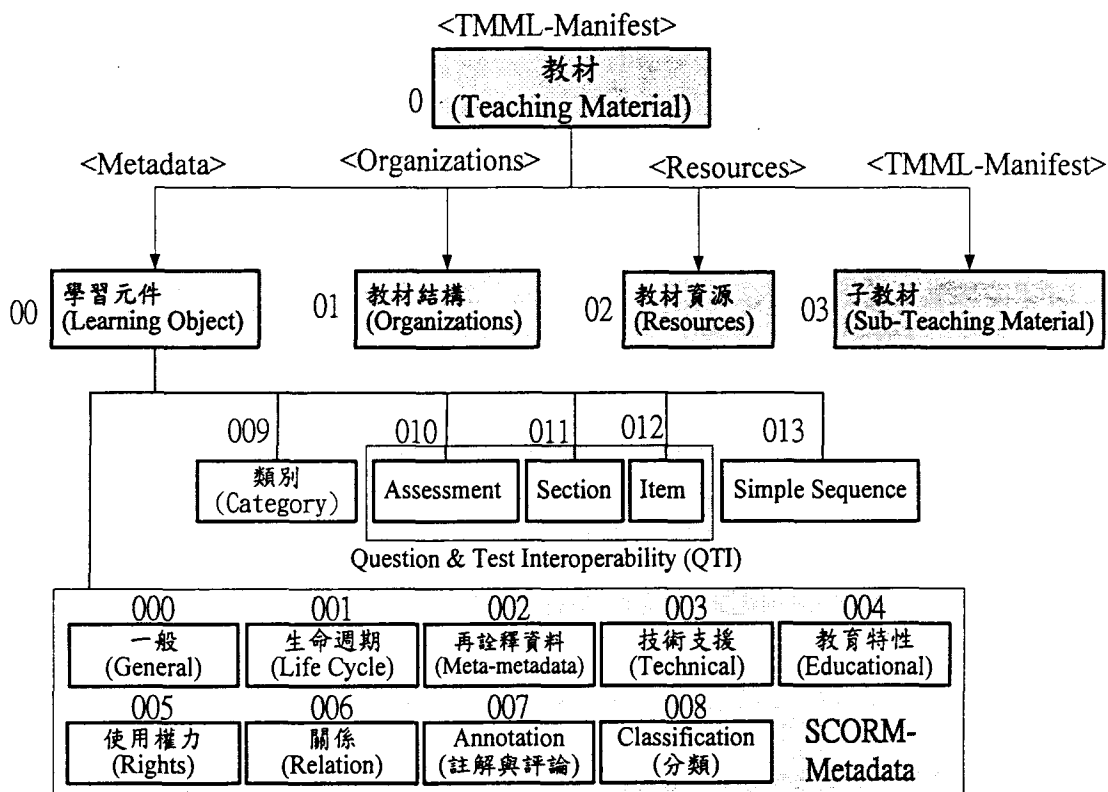 <TMML-Manifest>
教材
0
(Teaching Material)
<Metadata>
<Organizations>
<Resources>
<TMML-Manifest>
00
學習元件
(Learning Object)
01
教材結構
(Organizations)
02
教材資源
(Resources)
03
子教材
(Sub-Teaching Material)
009
010
011
012
013
類別
(Category)
Assessment
Section
Item
Simple Sequence
Question & Test Interoperability (QTI)
000
一般
(General)
001
生命週期
(Life Cycle)
002
再詮釋資料
(Meta-metadata)
003
技術支援
(Technical)
004
教育特性
(Educational)
005
使用權力
(Rights)
006
關係
(Relation)
007
Annotation
(註解與評論)
008
Classification
(分類)
SCORM-
Metadata